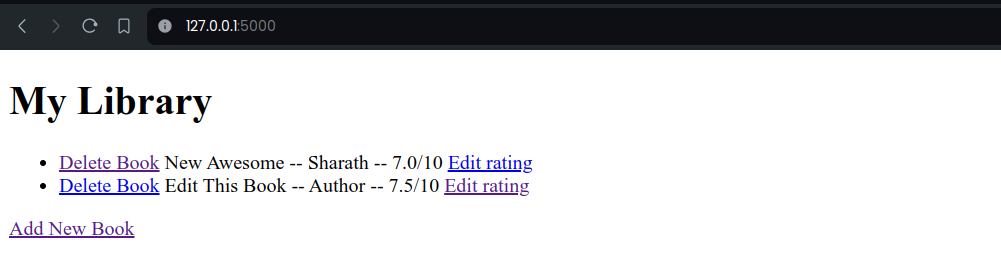 127.0.0.1:5000
My Library
Delete Book New Awesome -- Sharath -- 7.0/10 Edit rating
Delete Book Edit This Book -- Author -- 7.5/10 Edit rating
Add New Book